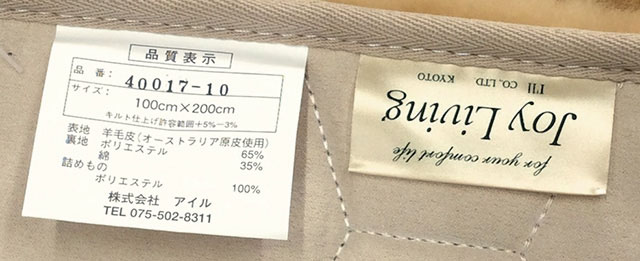 品質表示
品番： 40017-10
サイズ： 100cm×200cm
キルト仕上げ許容範囲+5%−3%
表地 羊毛皮(オーストラリア原皮使用)
裏地 ポリエステル 65%
綿 35%
詰めもの
ポリエステル 100%
株式会社 アイル
TEL 075-502-8311
for your comfort life
Joy Living
I'll CO.,LTD KYOTO